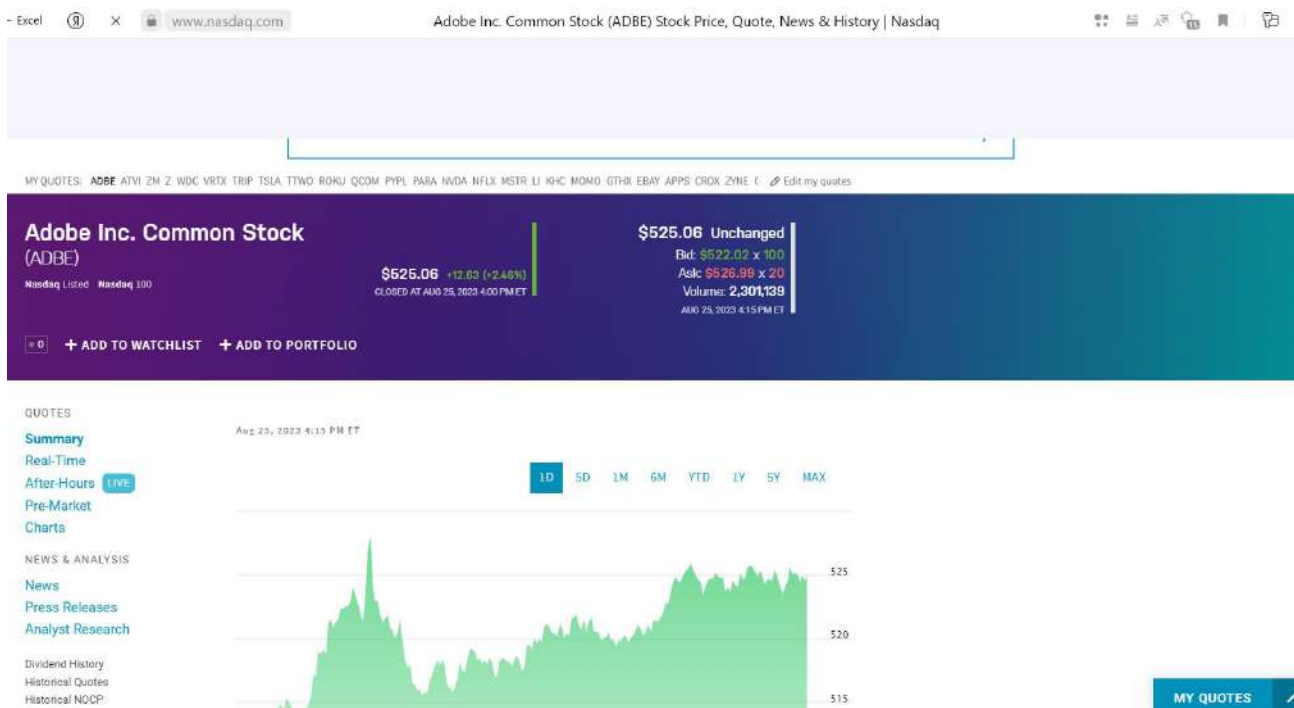 - Excel
www.nasdaq.com
Adobe Inc. Common Stock (ADBE) Stock Price, Quote, News & History | Nasdaq
MY QUOTES: ADBE ATVI ZM Z WDC VRTX TRIP TSLA TTWO ROKU QCOM PYPL PARA NVDA NFLX MSTR LI KHC MOMO GTHX EBAY APPS CROX ZYNE Edit my quotes
Adobe Inc. Common Stock
(ADBE)
Nasdaq Listed Nasdaq 100
$525.06 +12.63 (+2.46%)
CLOSED AT AUG 25, 2023 4:00 PM ET
$525.06 Unchanged
Bid: $522.02 x 100
Ask: $526.99 x 20
Volume: 2,301,139
AUG 25, 2023 4:15 PM ET
0 + ADD TO WATCHLIST + ADD TO PORTFOLIO
QUOTES
Summary
Real-Time
After-Hours LIVE
Pre-Market
Charts
NEWS & ANALYSIS
News
Press Releases
Analyst Research
Dividend History
Historical Quotes
Historical NOCP
Aug 25, 2023 4:15 PM ET
1D 5D 1M 6M YTD 1Y 5Y MAX
525
520
515
MY QUOTES